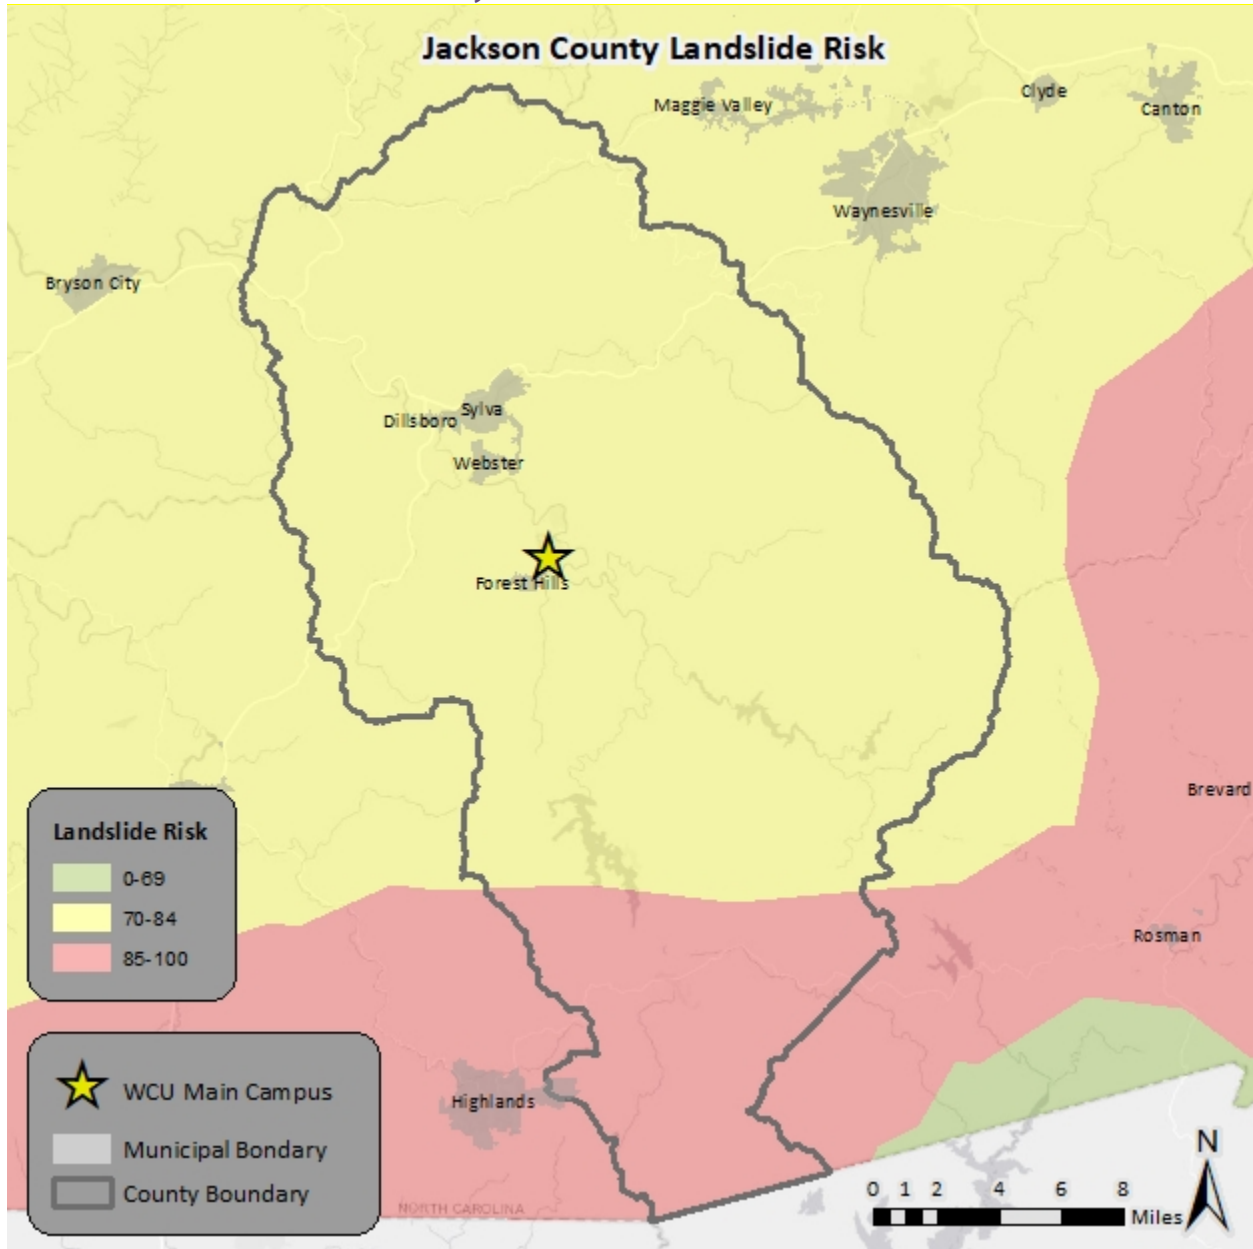 Jackson County Landslide Risk
Maggie Valley
Clyde
Canton
Waynesville
Bryson City
Sylva
Dillsboro
Webster
Forest Hills
Brevard
Rosman
Highlands
NORTH CAROLINA
Landslide Risk
0-69
70-84
85-100
WCU Main Campus
Municipal Bondary
County Boundary
N
0 1 2 4 6 8
Miles